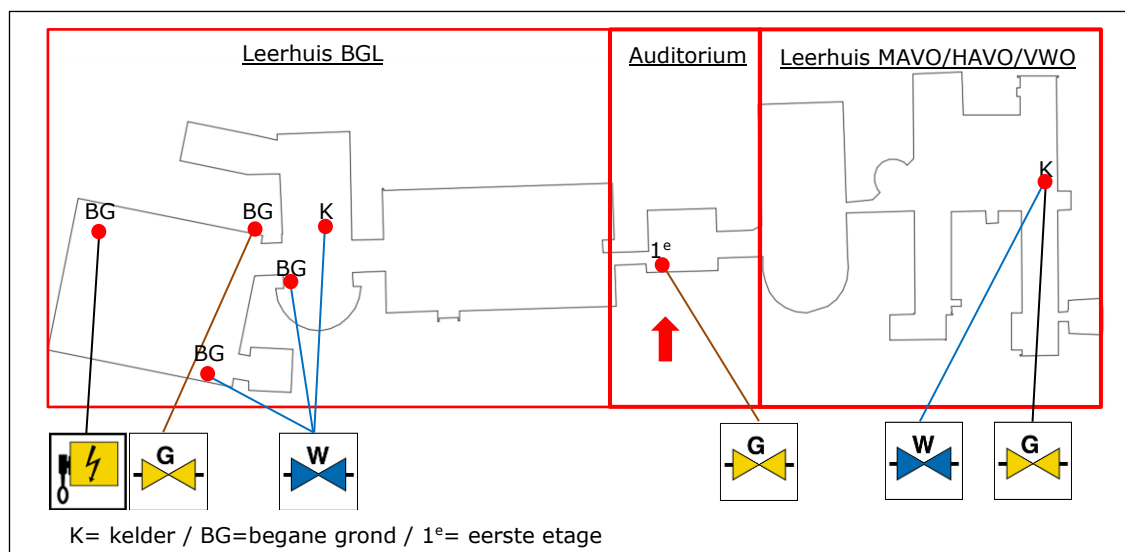 Leerhuis BGL
Auditorium
Leerhuis MAVO/HAVO/VWO
K
BG
BG
K
BG
1e
BG
G
W
G
W
G
K= kelder / BG=begane grond / 1e= eerste etage